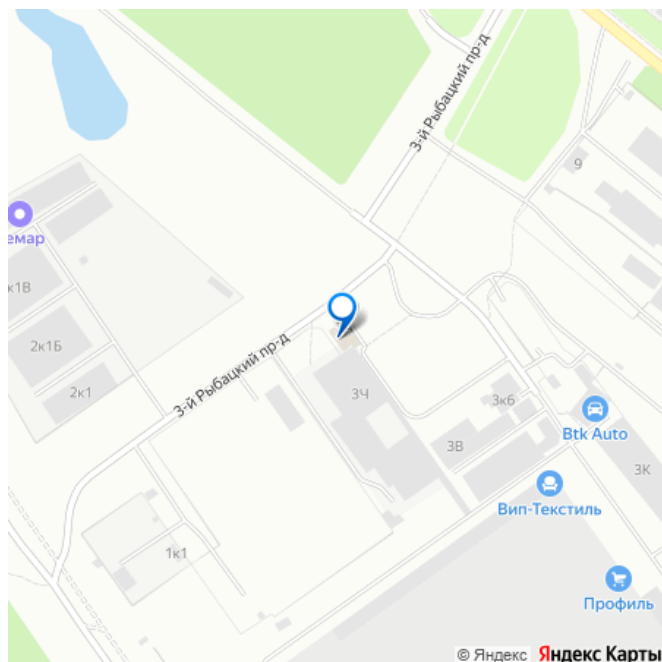 3-й Рыбацкий пр-д
9
емар
к1В
2к1Б
2к1
3-й Рыбацкий пр-д
3Ч
3к6
3В
Btk Auto
3К
Вип-Текстиль
1к1
Профиль
© Яндекс Яндекс Карты